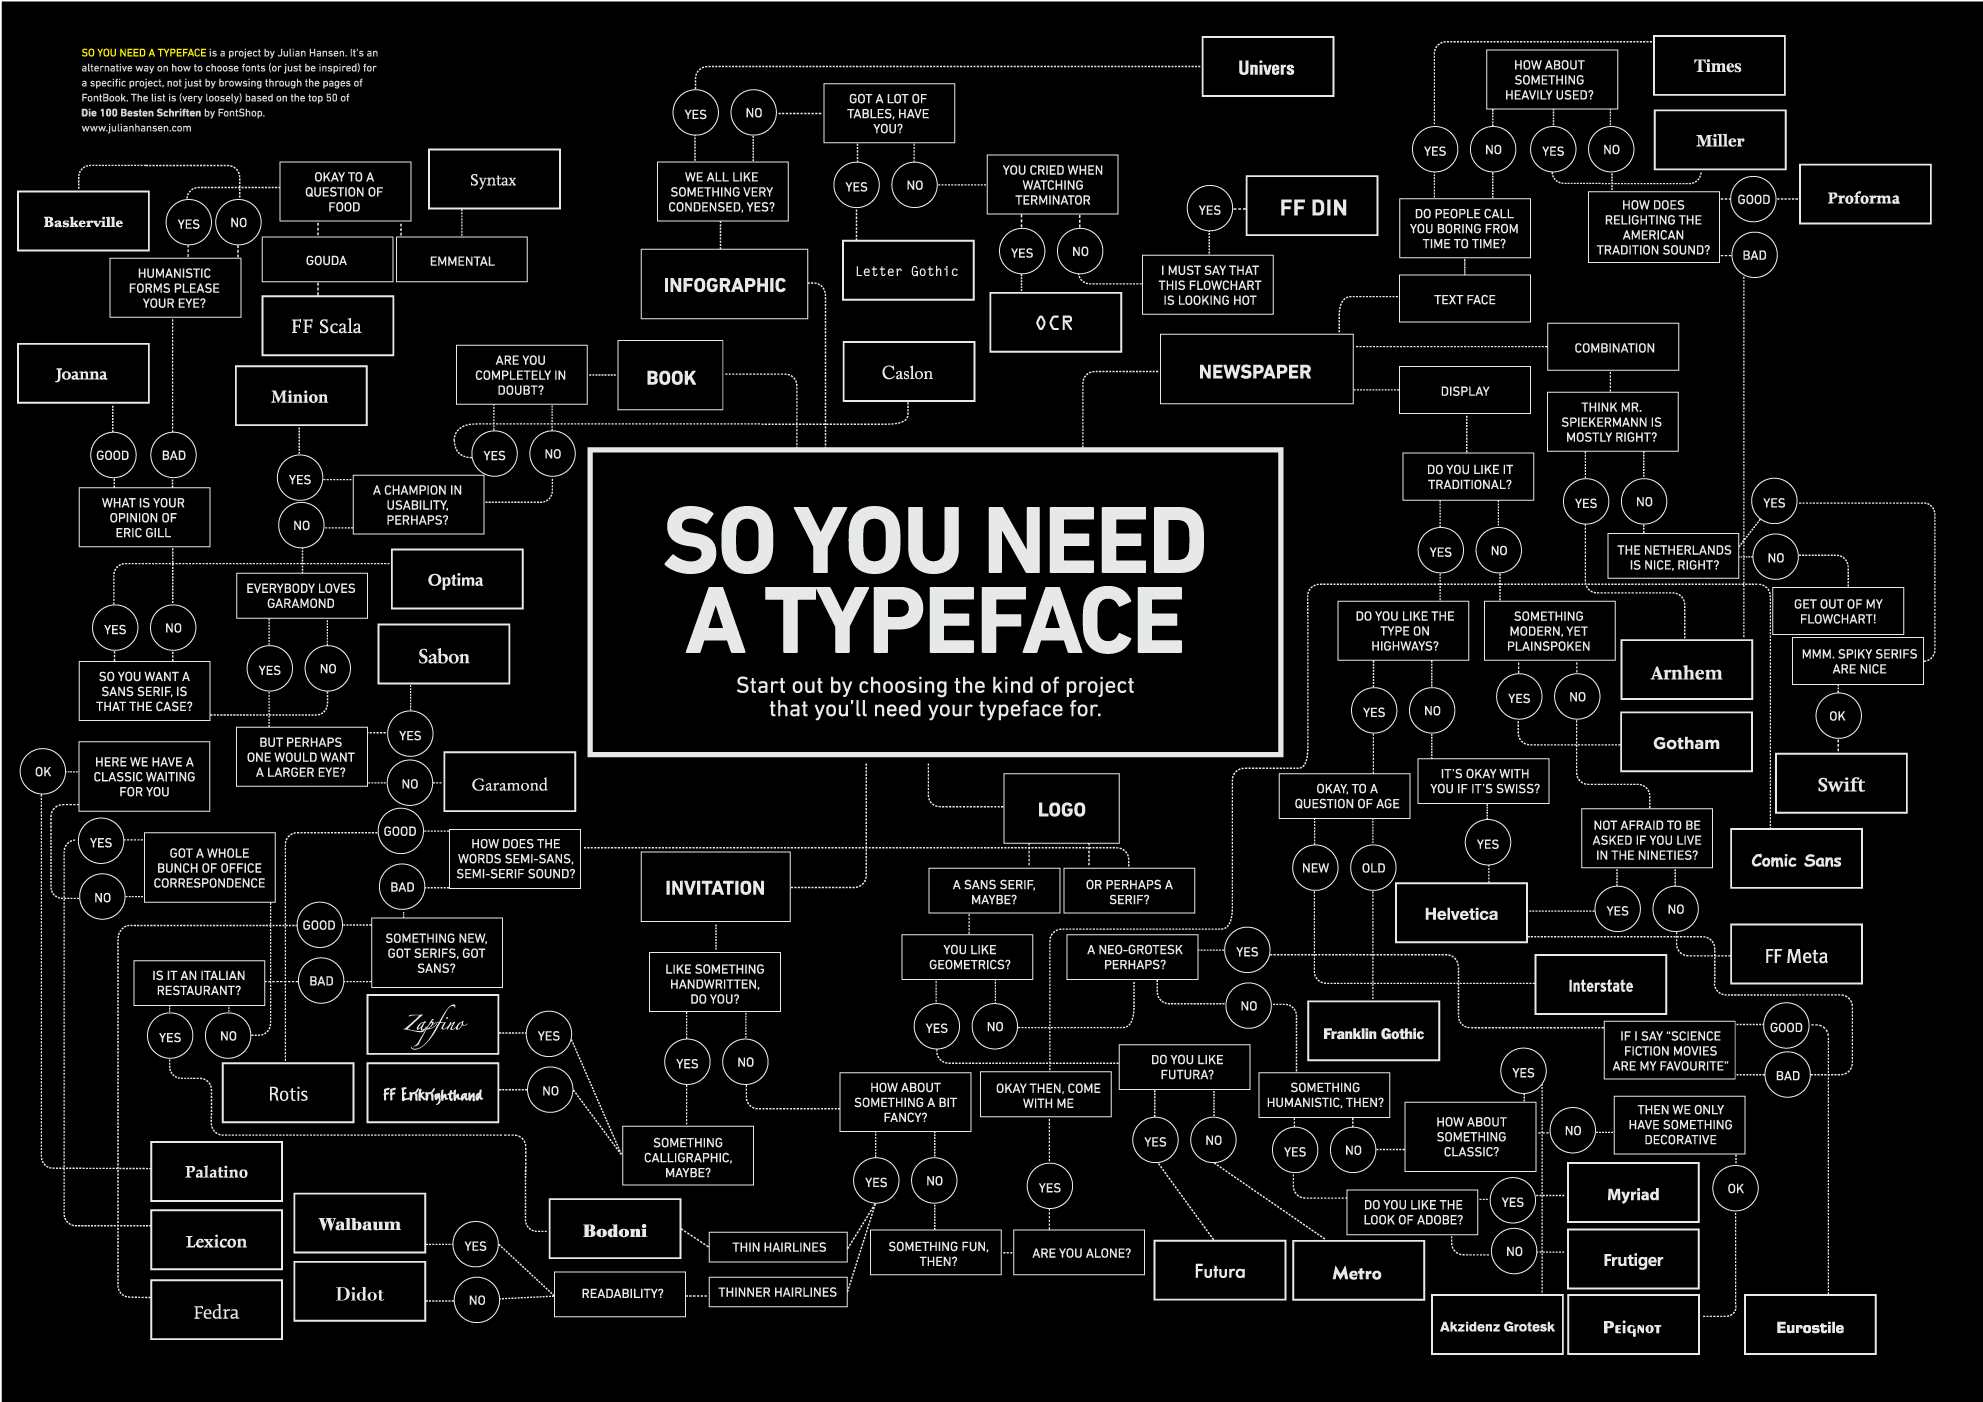 SO YOU NEED A TYPEFACE is a project by Julian Hansen. It's an
alternative way on how to choose fonts (or just be inspired) for
a specific project, not just by browsing through the pages of
FontBook. The list is (very loosely) based on the top 50 of
Die 100 Besten Schriften by FontShop.
www.julianhansen.com
Univers
YES
NO
GOT A LOT OF
TABLES, HAVE
YOU?
WE ALL LIKE
SOMETHING VERY
CONDENSED, YES?
YES
NO
YOU CRIED WHEN
WATCHING
TERMINATOR
INFOGRAPHIC
Letter Gothic
YES
NO
OCR
YES
FF DIN
I MUST SAY THAT
THIS FLOWCHART
IS LOOKING HOT
HOW ABOUT
SOMETHING
HEAVILY USED?
Times
YES
NO
YES
NO
Miller
DO PEOPLE CALL
YOU BORING FROM
TIME TO TIME?
HOW DOES
RELIGHTING THE
AMERICAN
TRADITION SOUND?
GOOD
Proforma
BAD
TEXT FACE
NEWSPAPER
COMBINATION
DISPLAY
THINK MR.
SPIEKERMANN IS
MOSTLY RIGHT?
DO YOU LIKE IT
TRADITIONAL?
YES
NO
YES
NO
THE NETHERLANDS
IS NICE, RIGHT?
YES
NO
GET OUT OF MY
FLOWCHART!
MMM. SPIKY SERIFS
ARE NICE
OK
Swift
DO YOU LIKE THE
TYPE ON
HIGHWAYS?
SOMETHING
MODERN, YET
PLAINSPOKEN
Arnhem
YES
NO
YES
NO
Gotham
OKAY, TO A
QUESTION OF AGE
IT'S OKAY WITH
YOU IF IT'S SWISS?
NOT AFRAID TO BE
ASKED IF YOU LIVE
IN THE NINETIES?
NEW
OLD
YES
YES
NO
Comic Sans
Helvetica
FF Meta
Interstate
Franklin Gothic
OKAY TO A
QUESTION OF
FOOD
Syntax
Baskerville
YES
NO
GOUDA
EMMENTAL
HUMANISTIC
FORMS PLEASE
YOUR EYE?
FF Scala
Joanna
Minion
ARE YOU
COMPLETELY IN
DOUBT?
BOOK
Caslon
GOOD
BAD
YES
NO
YES
NO
A CHAMPION IN
USABILITY,
PERHAPS?
WHAT IS YOUR
OPINION OF
ERIC GILL
EVERYBODY LOVES
GARAMOND
Optima
YES
NO
YES
NO
Sabon
SO YOU WANT A
SANS SERIF, IS
THAT THE CASE?
BUT PERHAPS
ONE WOULD WANT
A LARGER EYE?
YES
NO
Garamond
SO YOU NEED
A TYPEFACE
Start out by choosing the kind of project
that you'll need your typeface for.
OK
HERE WE HAVE A
CLASSIC WAITING
FOR YOU
YES
NO
GOT A WHOLE
BUNCH OF OFFICE
CORRESPONDENCE
GOOD
BAD
HOW DOES THE
WORDS SEMI-SANS,
SEMI-SERIF SOUND?
GOOD
BAD
SOMETHING NEW,
GOT SERIFS, GOT
SANS?
IS IT AN ITALIAN
RESTAURANT?
YES
NO
Rotis
Zapfino
FF Erikrighthand
YES
NO
Palatino
Lexicon
Fedra
Walbaum
Didot
YES
NO
Bodoni
READABILITY?
THIN HAIRLINES
THINNER HAIRLINES
INVITATION
LIKE SOMETHING
HANDWRITTEN,
DO YOU?
YES
NO
SOMETHING
CALLIGRAPHIC,
MAYBE?
HOW ABOUT
SOMETHING A BIT
FANCY?
YES
NO
SOMETHING FUN,
THEN?
ARE YOU ALONE?
YES
OKAY THEN, COME
WITH ME
LOGO
A SANS SERIF,
MAYBE?
OR PERHAPS A
SERIF?
YOU LIKE
GEOMETRICS?
YES
NO
A NEO-GROTESK
PERHAPS?
YES
NO
DO YOU LIKE
FUTURA?
YES
NO
Futura
Metro
SOMETHING
HUMANISTIC, THEN?
YES
NO
HOW ABOUT
SOMETHING
CLASSIC?
YES
NO
THEN WE ONLY
HAVE SOMETHING
DECORATIVE
OK
DO YOU LIKE THE
LOOK OF ADOBE?
YES
NO
Myriad
Frutiger
Akzidenz Grotesk
Peignot
IF I SAY "SCIENCE
FICTION MOVIES
ARE MY FAVOURITE"
GOOD
BAD
Eurostile